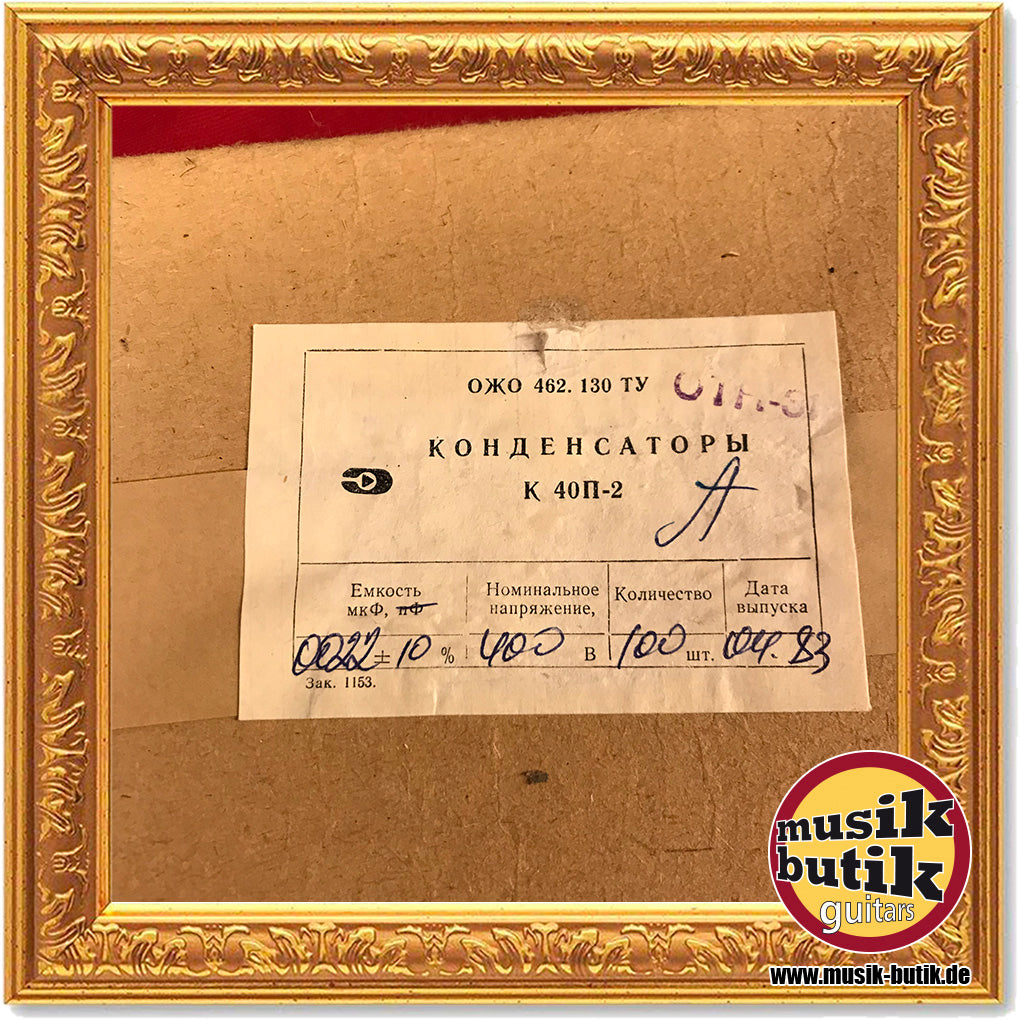 ОЖО 462.130 ТУ
КОНДЕНСАТОРЫ
К 40П-2
А
Емкость
мкФ, пФ
Номинальное
напряжение,
Количество
Дата
выпуска
0022 ± 10 %
400 В
100 шт.
04.83
Зак. 1153.
musik
butik
guitars
www.musik-butik.de